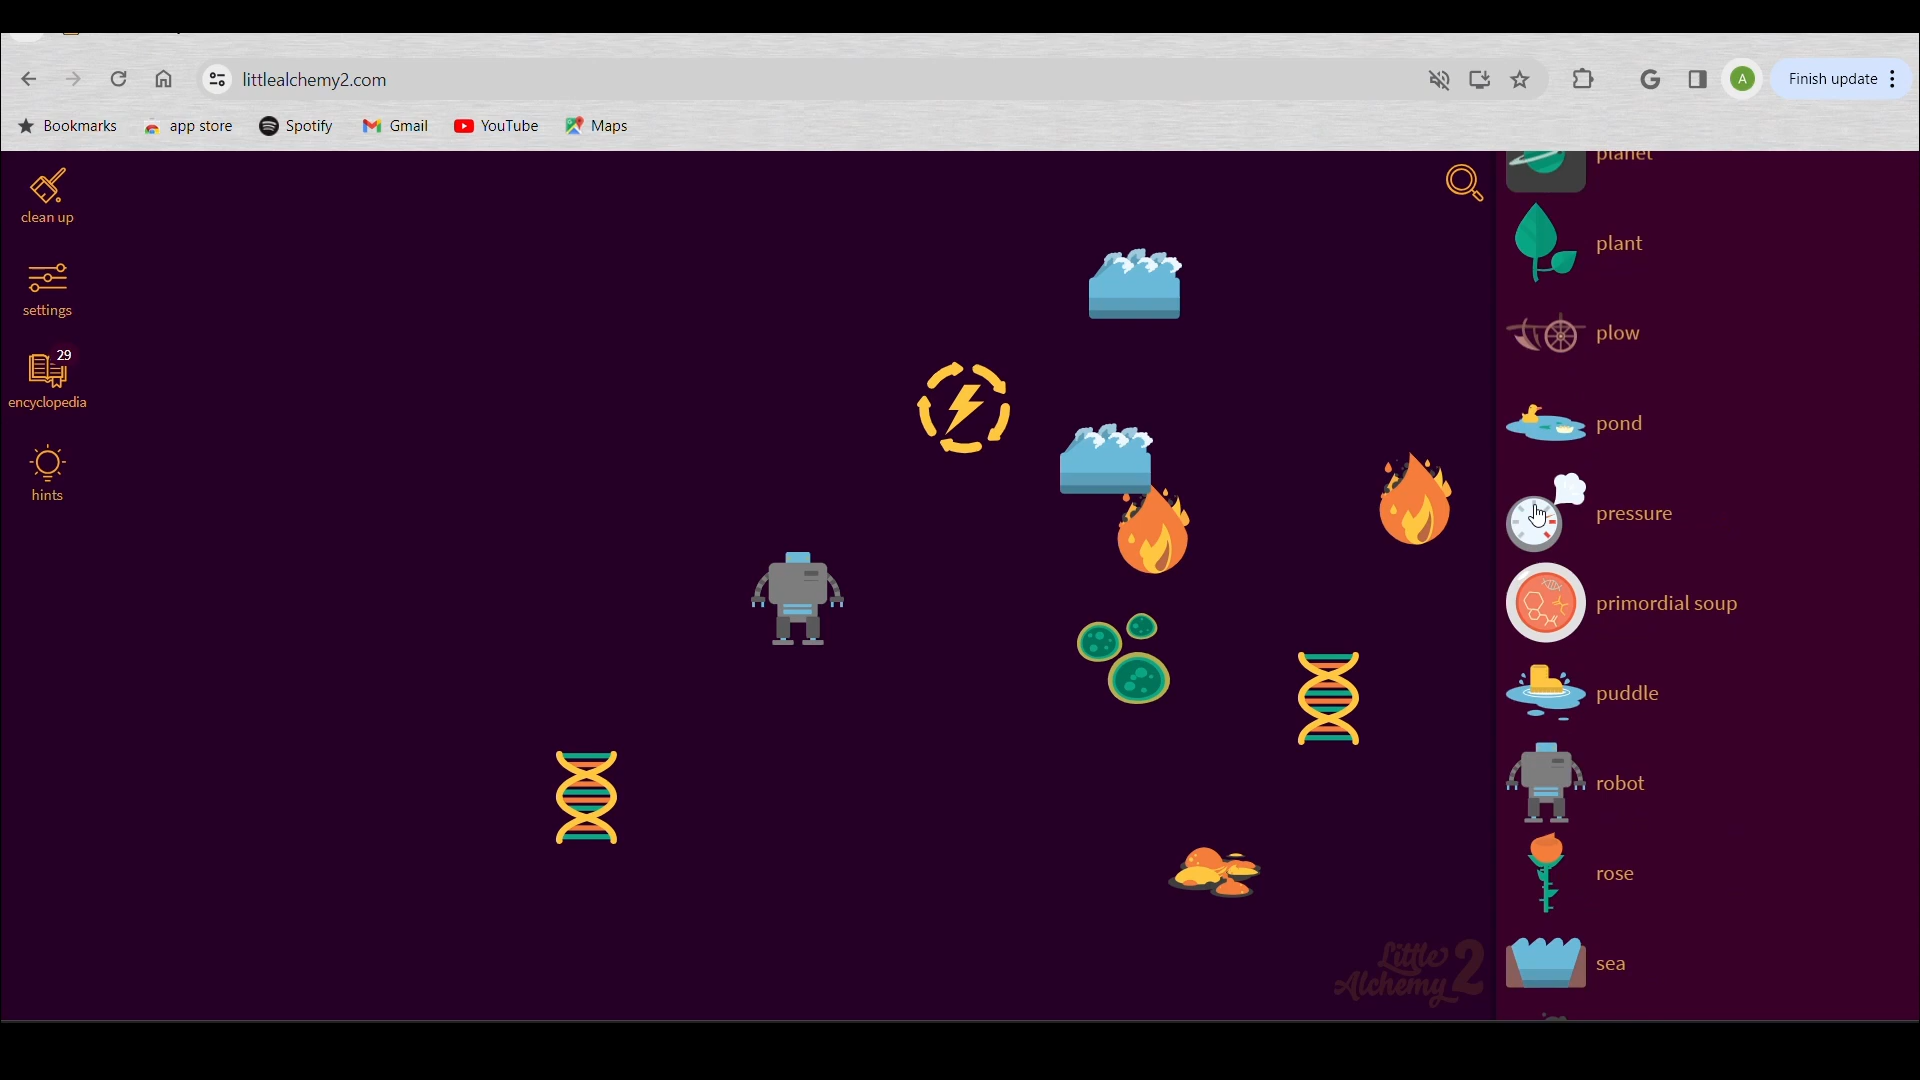 littlealchemy2.com
Finish update
Bookmarks
app store
Spotify
Gmail
YouTube
Maps
clean up
settings
29
encyclopedia
hints
planet
plant
plow
pond
pressure
primordial soup
puddle
robot
rose
sea
A
Little
Alchemy 2